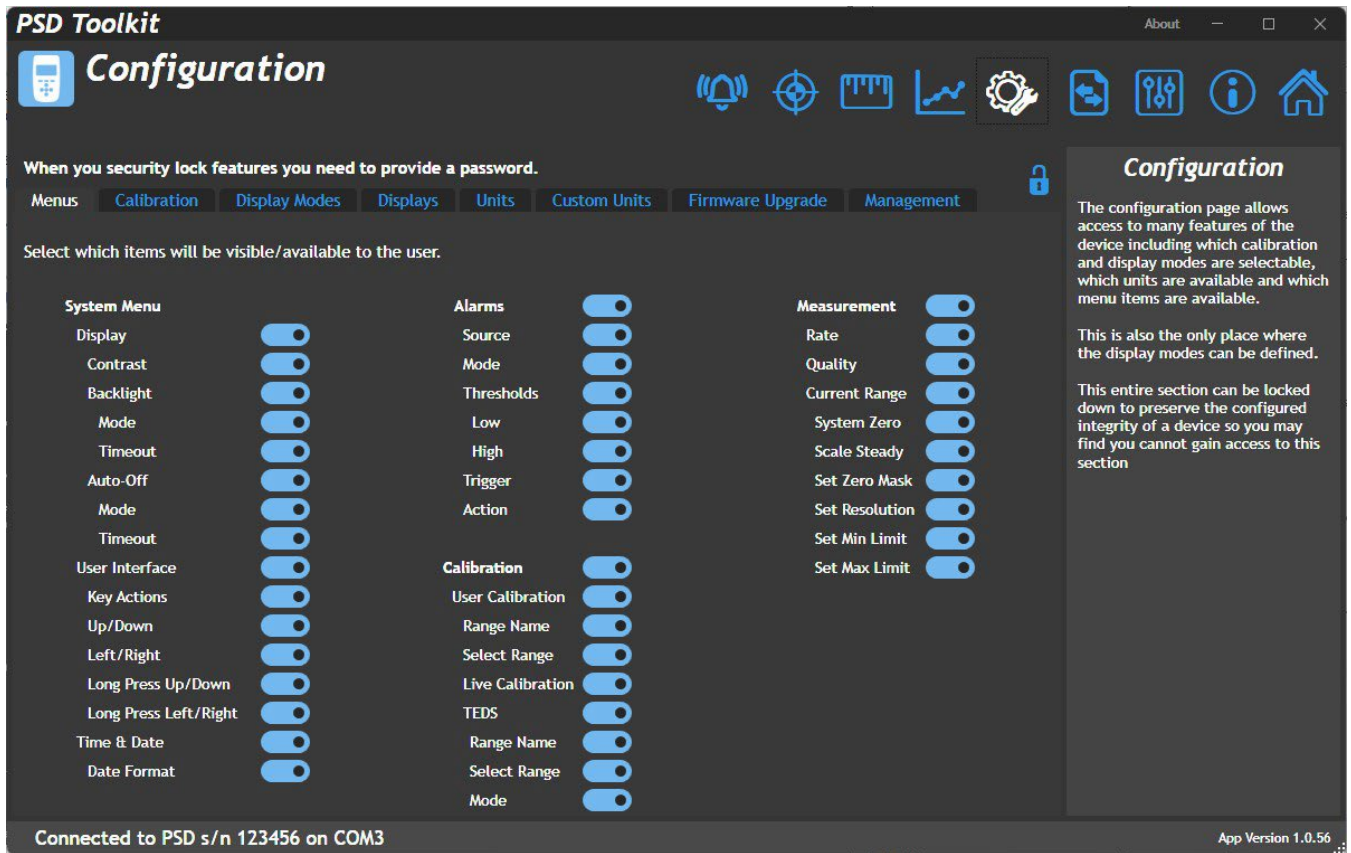 PSD Toolkit
About
Configuration
When you security lock features you need to provide a password.
Menus Calibration Display Modes Displays Units Custom Units Firmware Upgrade Management
Select which items will be visible/available to the user.
System Menu
Display
Contrast
Backlight
Mode
Timeout
Auto-Off
Mode
Timeout
User Interface
Key Actions
Up/Down
Left/Right
Long Press Up/Down
Long Press Left/Right
Time & Date
Date Format
Alarms
Source
Mode
Thresholds
Low
High
Trigger
Action
Calibration
User Calibration
Range Name
Select Range
Live Calibration
TEDS
Range Name
Select Range
Mode
Measurement
Rate
Quality
Current Range
System Zero
Scale Steady
Set Zero Mask
Set Resolution
Set Min Limit
Set Max Limit
Configuration
The configuration page allows
access to many features of the
device including which calibration
and display modes are selectable,
which units are available and which
menu items are available.
This is also the only place where
the display modes can be defined.
This entire section can be locked
down to preserve the configured
integrity of a device so you may
find you cannot gain access to this
section
Connected to PSD s/n 123456 on COM3
App Version 1.0.56